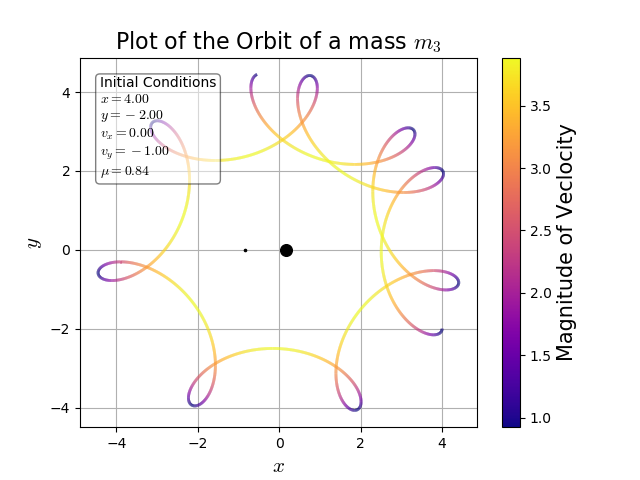 Plot of the Orbit of a mass m₃
Initial Conditions
x = 4.00
y = −2.00
vₓ = 0.00
v_y = −1.00
μ = 0.84
4
2
0
−2
−4
y
−4
−2
0
2
4
x
3.5
3.0
2.5
2.0
1.5
1.0
Magnitude of Veclocity